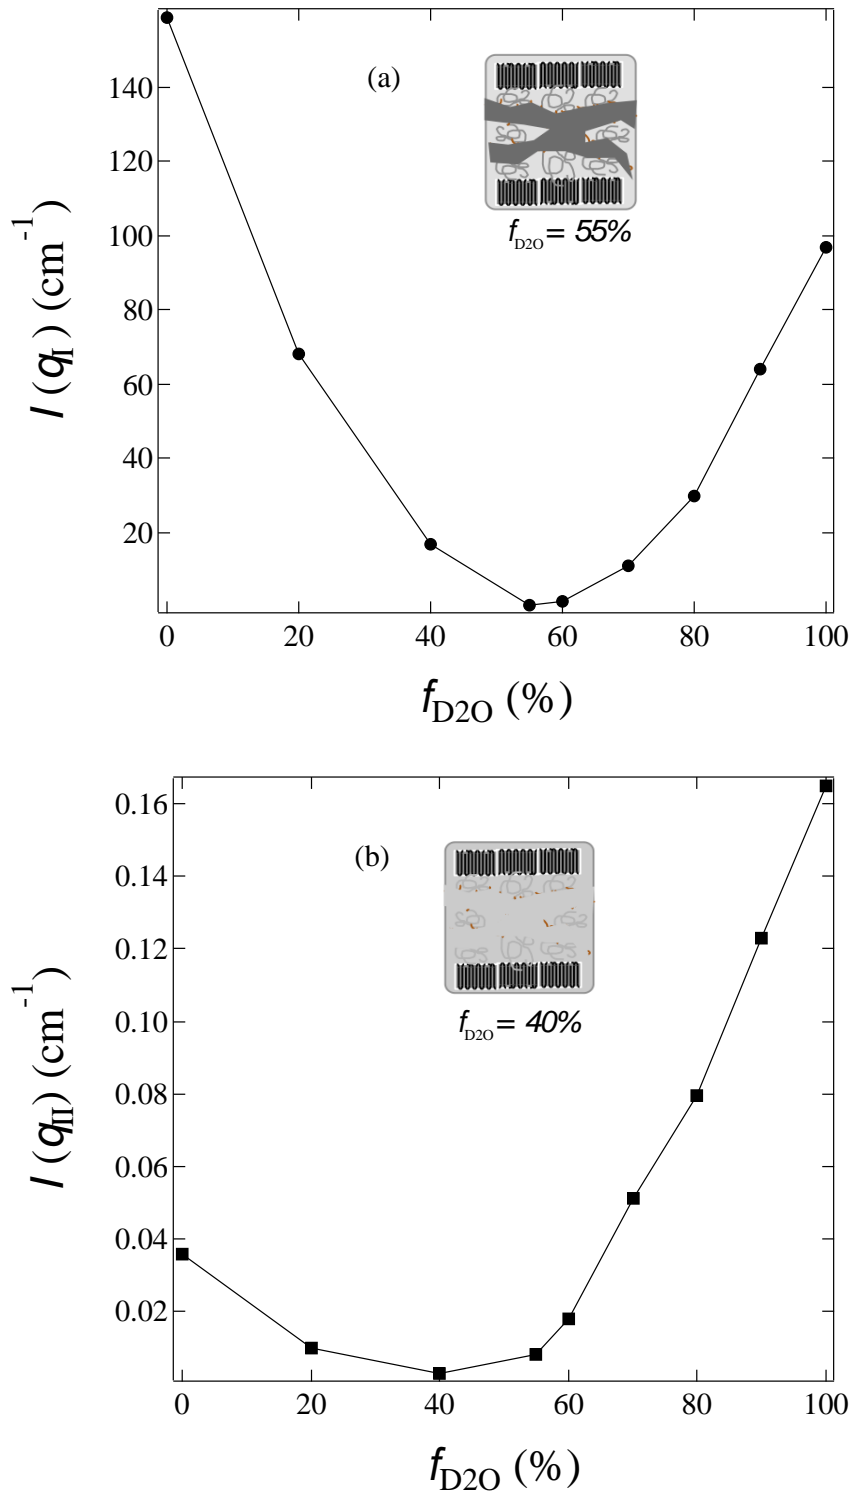 140
(a)
120
f_D2O = 55%
100
80
60
40
20
I (q_I) (cm^-1)
0 20 40 60 80 100
f_D2O (%)
0.16
(b)
0.14
0.12
0.10
f_D2O = 40%
0.08
0.06
0.04
0.02
I (q_II) (cm^-1)
0 20 40 60 80 100
f_D2O (%)